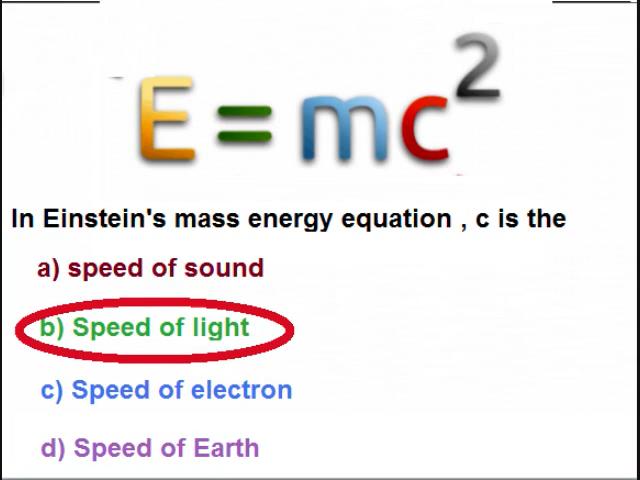 E = mc²
In Einstein's mass energy equation , c is the
a) speed of sound
b) Speed of light
c) Speed of electron
d) Speed of Earth